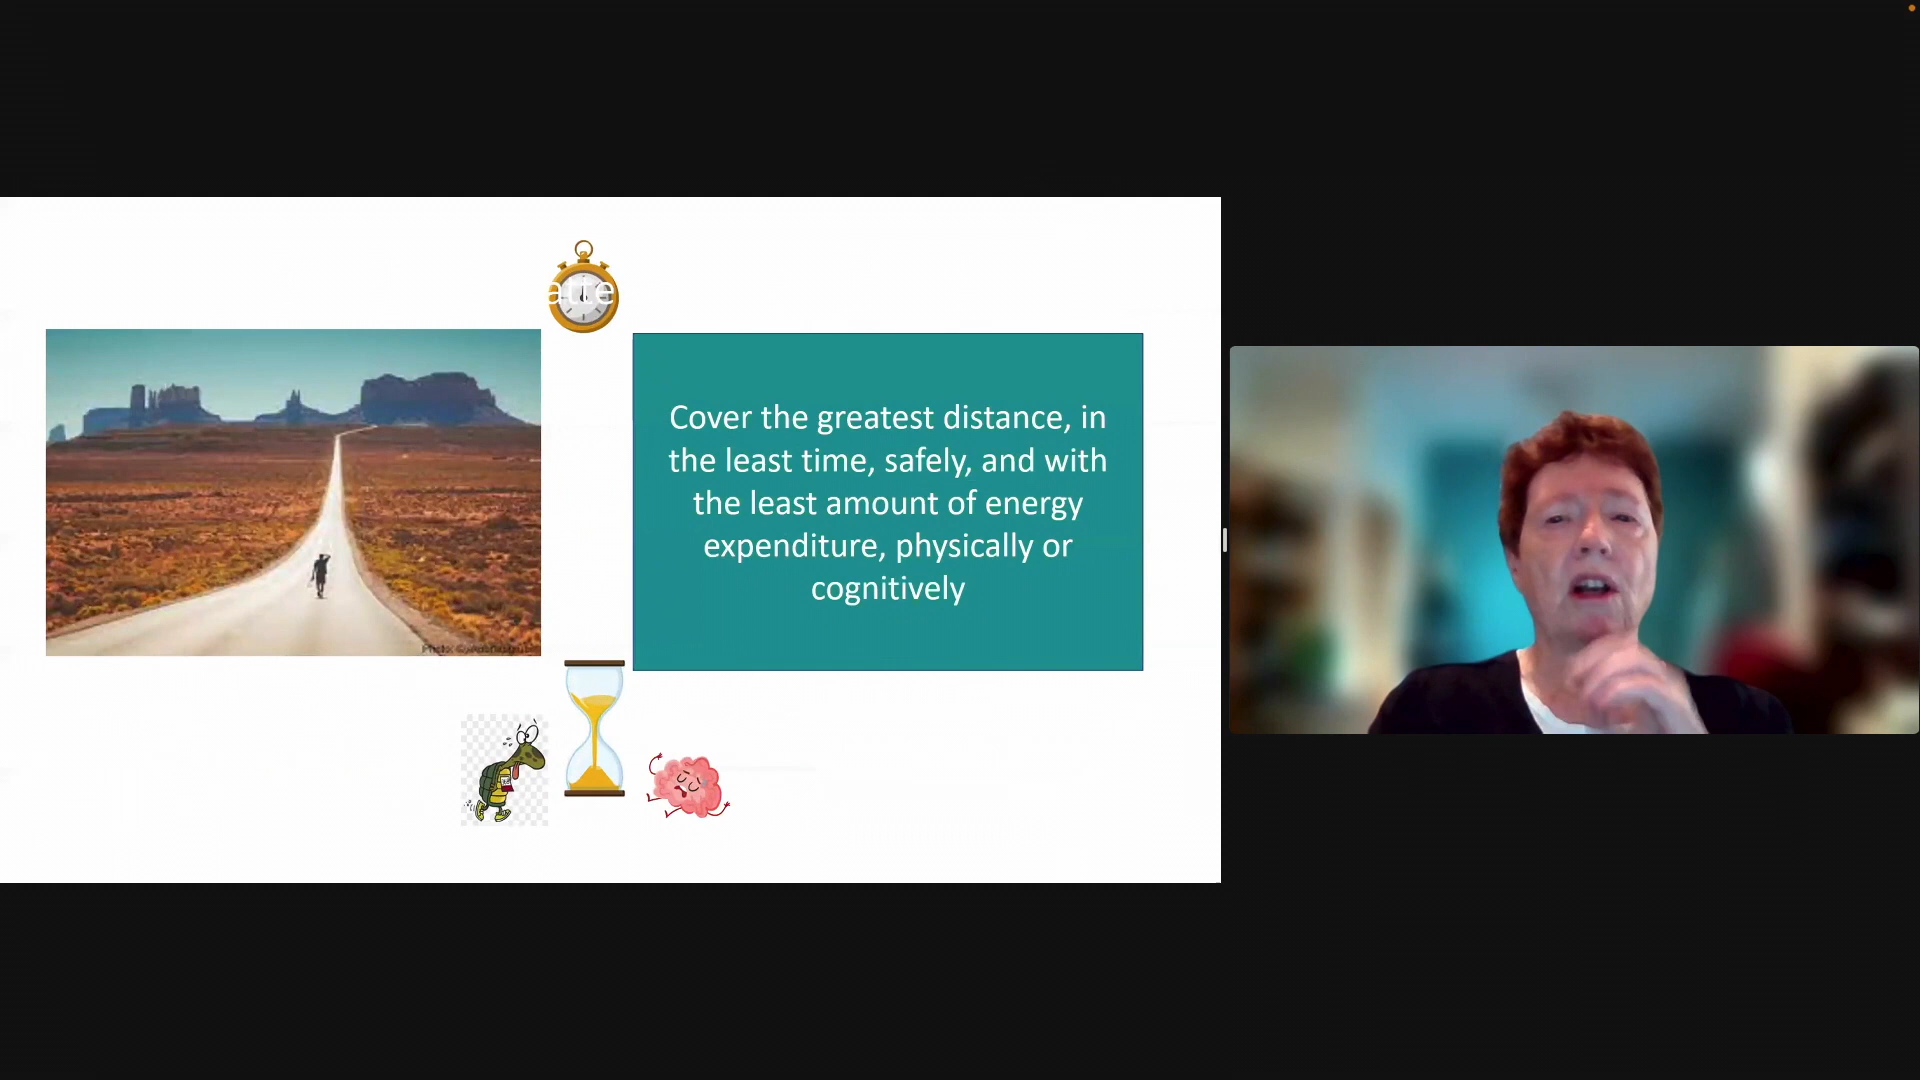 atte
Cover the greatest distance, in
the least time, safely, and with
the least amount of energy
expenditure, physically or
cognitively